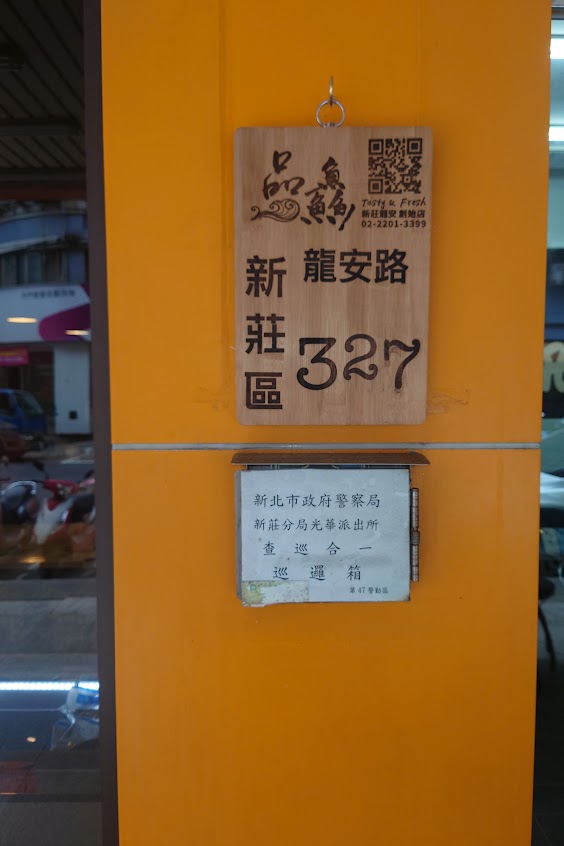 品鱻
Tasty & Fresh
新莊龍安 創始店
02-2201-3399
龍安路
新莊區
327
新北市政府警察局
新莊分局光華派出所
查巡合一
巡邏箱
第47警勤區